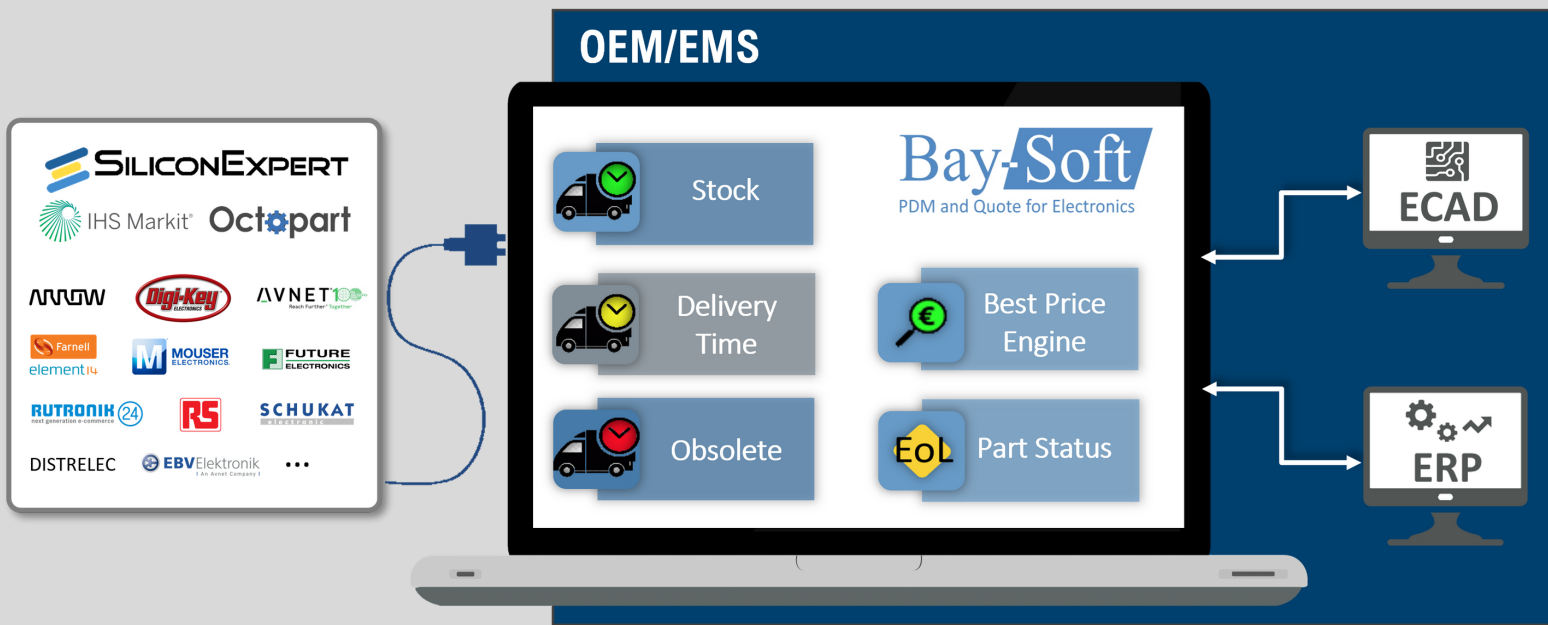 OEM/EMS
SILICONEXPERT
IHS Markit®
Octopart
ARROW
Digi-Key
ELECTRONICS
AVNET 100
Reach Further™ Together
Farnell
element14
M
MOUSER
ELECTRONICS.
F
FUTURE
ELECTRONICS
RUTRONIK 24
next generation e-commerce
RS
SCHUKAT
electronic
DISTRELEC
EBVElektronik
I An Avnet Company I
...
Stock
Delivery
Time
Obsolete
Bay-Soft
PDM and Quote for Electronics
€
Best Price
Engine
EoL
Part Status
ECAD
ERP